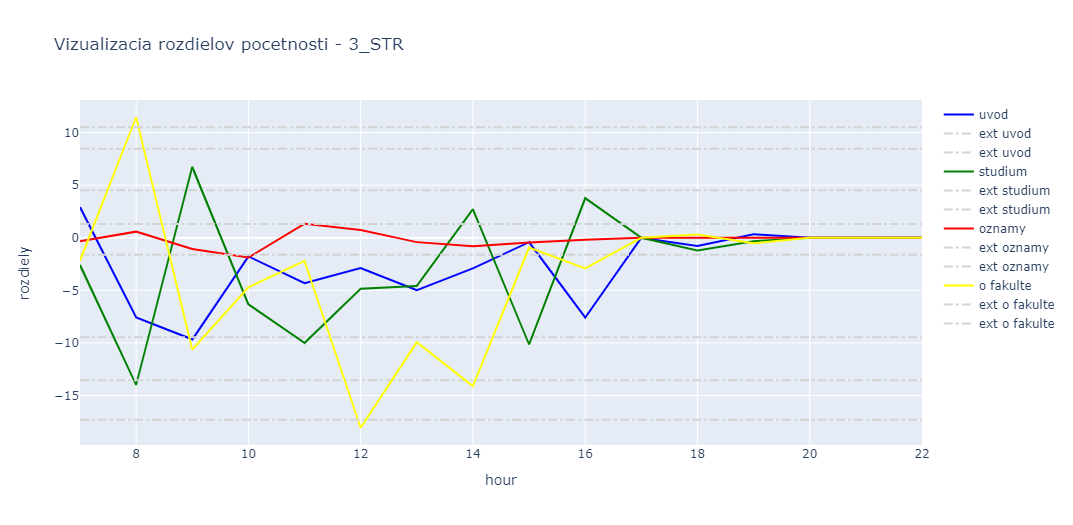 Vizualizacia rozdielov pocetnosti - 3_STR
uvod
ext uvod
ext uvod
studium
ext studium
ext studium
oznamy
ext oznamy
ext oznamy
o fakulte
ext o fakulte
ext o fakulte
rozdiely
10
5
0
−5
−10
−15
8 10 12 14 16 18 20 22
hour